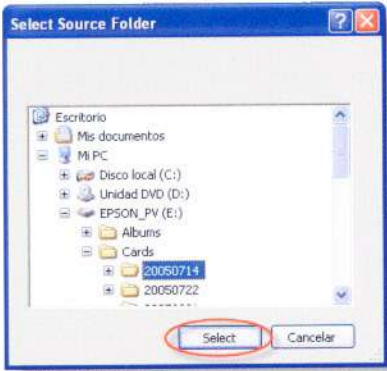 Select Source Folder
Escritorio
Mis documentos
Mi PC
Disco local (C:)
Unidad DVD (D:)
EPSON_PV (E:)
Albums
Cards
20050714
20050722
Select Cancelar